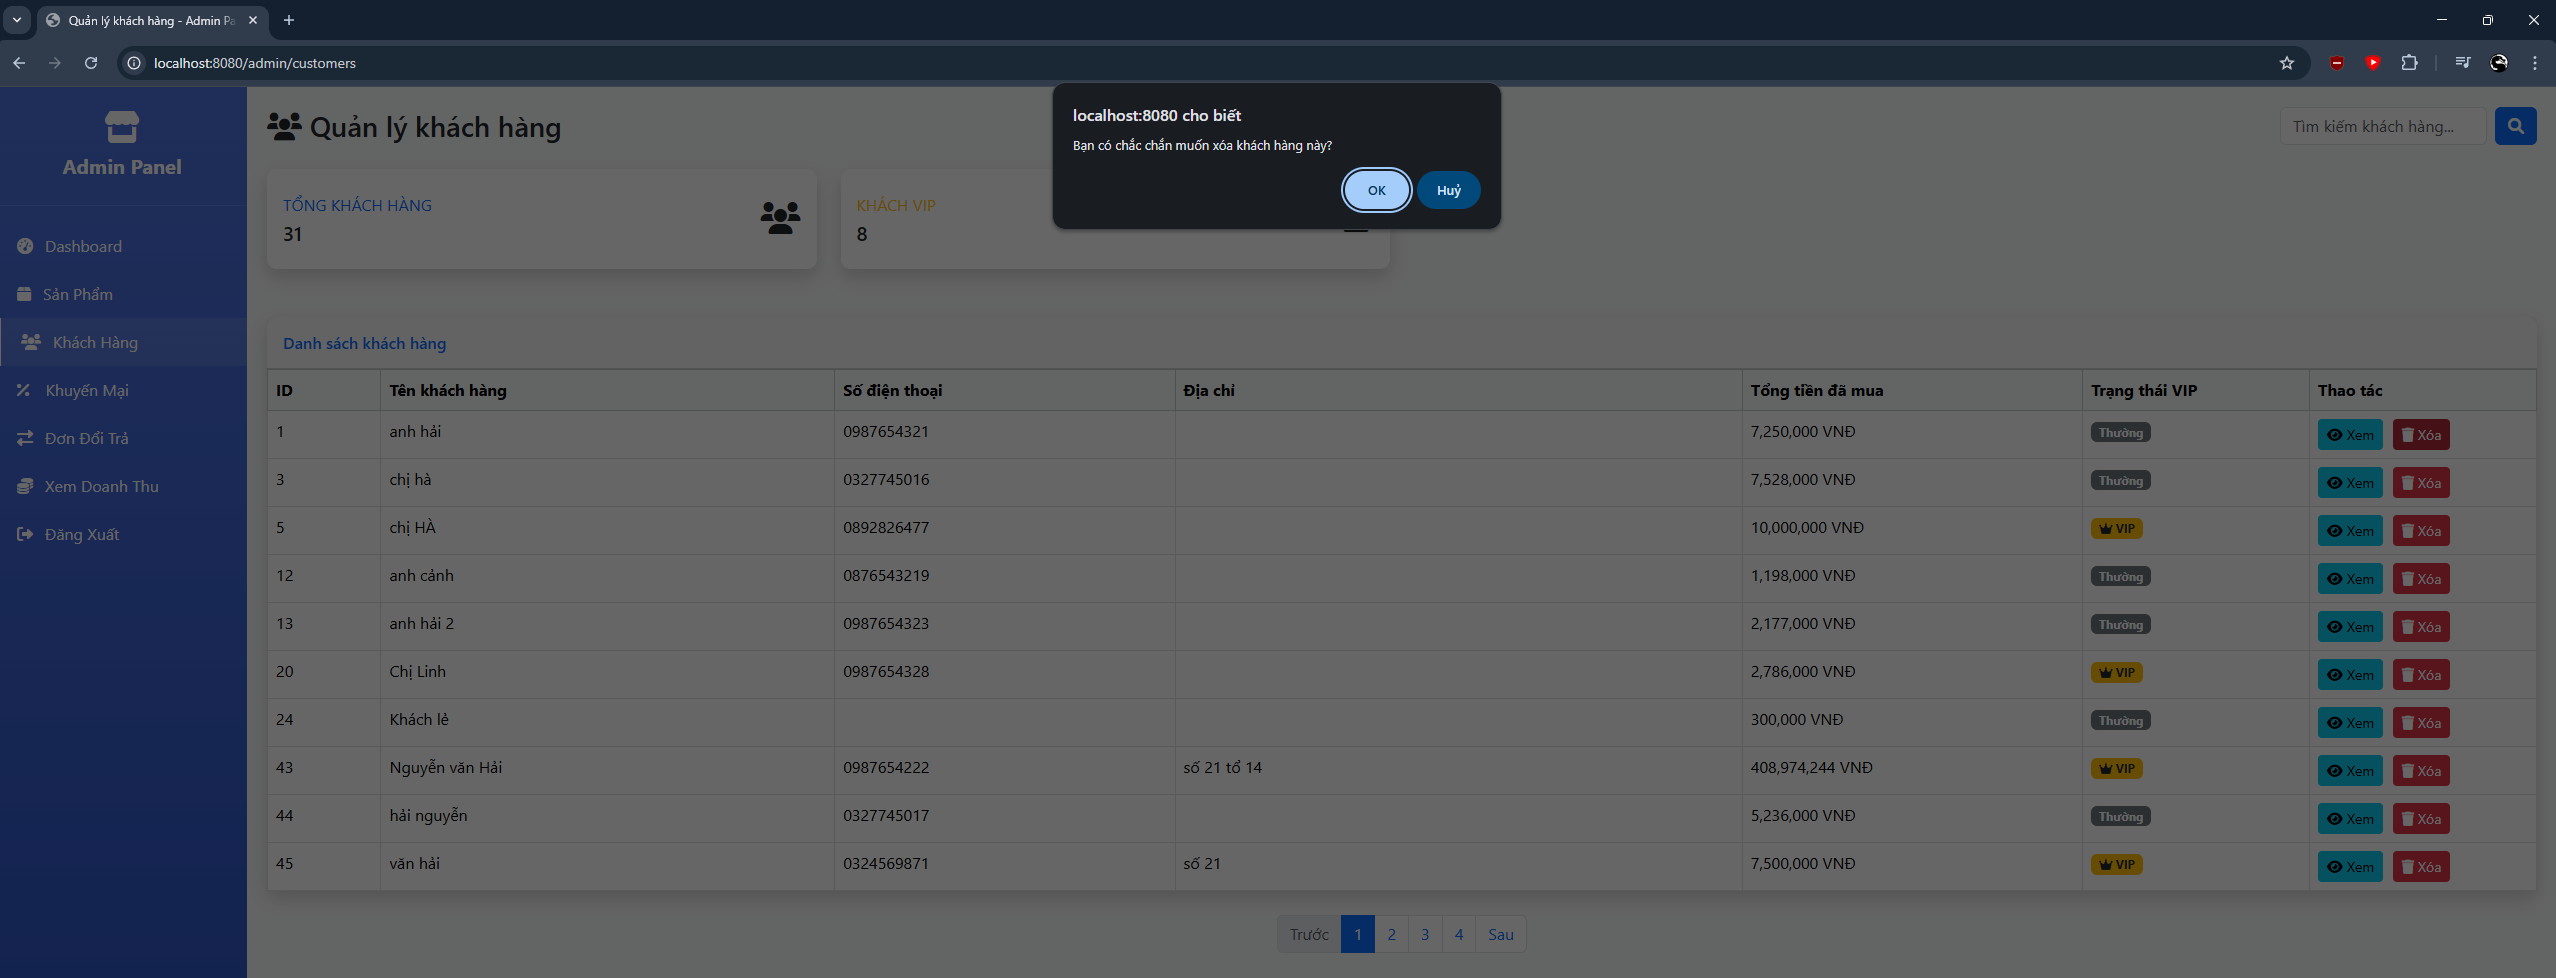 Quản lý khách hàng - Admin Pa
localhost:8080/admin/customers
localhost:8080 cho biết
Bạn có chắc chắn muốn xóa khách hàng này?
OK Huỷ
Admin Panel
Dashboard
Sản Phẩm
Khách Hàng
Khuyến Mại
Đơn Đổi Trả
Xem Doanh Thu
Đăng Xuất
Quản lý khách hàng
Tìm kiếm khách hàng...
TỔNG KHÁCH HÀNG
31
KHÁCH VIP
8
Danh sách khách hàng
ID Tên khách hàng Số điện thoại Địa chỉ Tổng tiền đã mua Trạng thái VIP Thao tác
1 anh hải 0987654321 7,250,000 VNĐ Thường Xem Xóa
3 chị hà 0327745016 7,528,000 VNĐ Thường Xem Xóa
5 chị HÀ 0892826477 10,000,000 VNĐ VIP Xem Xóa
12 anh cảnh 0876543219 1,198,000 VNĐ Thường Xem Xóa
13 anh hải 2 0987654323 2,177,000 VNĐ Thường Xem Xóa
20 Chị Linh 0987654328 2,786,000 VNĐ VIP Xem Xóa
24 Khách lẻ 300,000 VNĐ Thường Xem Xóa
43 Nguyễn văn Hải 0987654222 số 21 tổ 14 408,974,244 VNĐ VIP Xem Xóa
44 hải nguyễn 0327745017 5,236,000 VNĐ Thường Xem Xóa
45 văn hải 0324569871 số 21 7,500,000 VNĐ VIP Xem Xóa
Trước 1 2 3 4 Sau